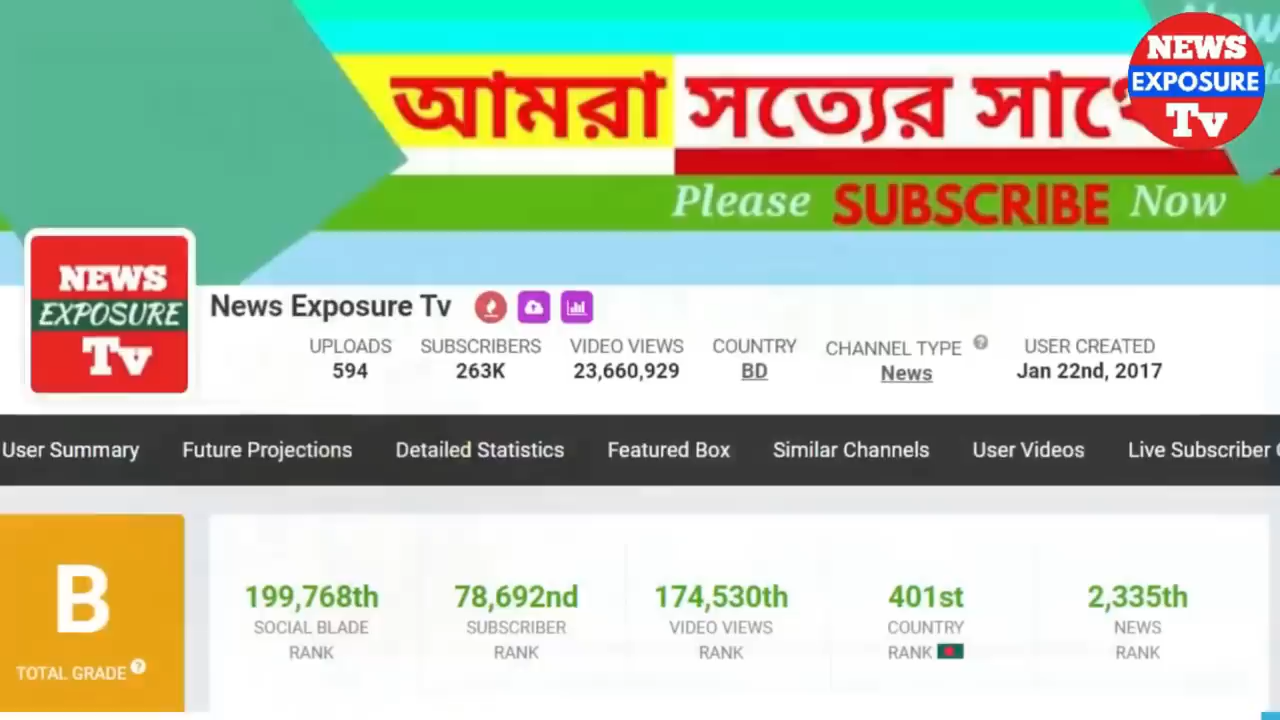 আমরা সত্যের সাথে
NEWS
EXPOSURE
Tv
Please SUBSCRIBE Now
NEWS
EXPOSURE
Tv
News Exposure Tv
UPLOADS SUBSCRIBERS VIDEO VIEWS COUNTRY CHANNEL TYPE ? USER CREATED
594 263K 23,660,929 BD News Jan 22nd, 2017
User Summary Future Projections Detailed Statistics Featured Box Similar Channels User Videos Live Subscriber
B
TOTAL GRADE ?
199,768th 78,692nd 174,530th 401st 2,335th
SOCIAL BLADE SUBSCRIBER VIDEO VIEWS COUNTRY NEWS
RANK RANK RANK RANK RANK